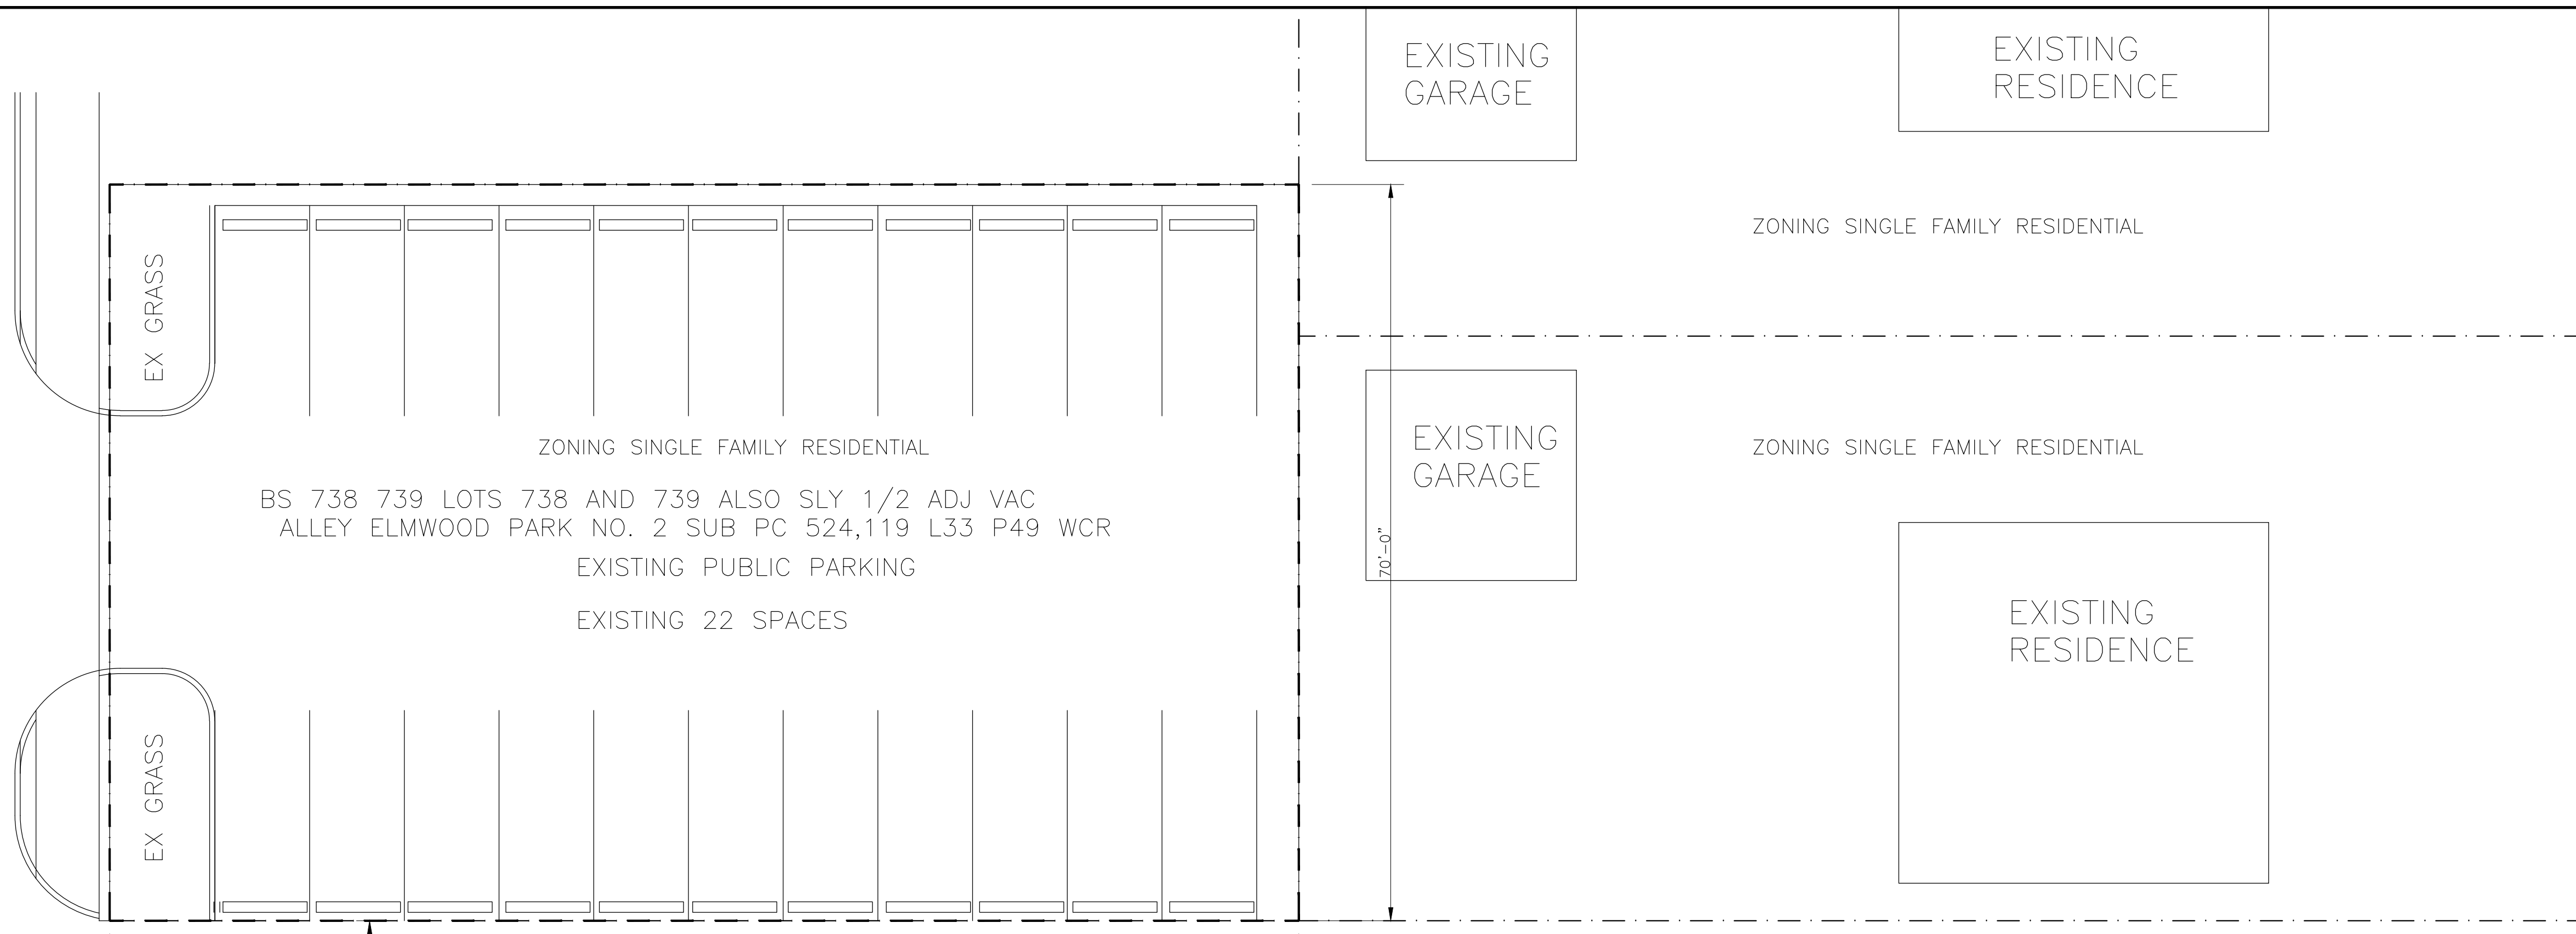 EXISTING
GARAGE
EXISTING
RESIDENCE
ZONING SINGLE FAMILY RESIDENTIAL
EX GRASS
ZONING SINGLE FAMILY RESIDENTIAL
BS 738 739 LOTS 738 AND 739 ALSO SLY 1/2 ADJ VAC
ALLEY ELMWOOD PARK NO. 2 SUB PC 524,119 L33 P49 WCR
EXISTING PUBLIC PARKING
EXISTING 22 SPACES
70'-0"
EXISTING
GARAGE
ZONING SINGLE FAMILY RESIDENTIAL
EXISTING
RESIDENCE
EX GRASS